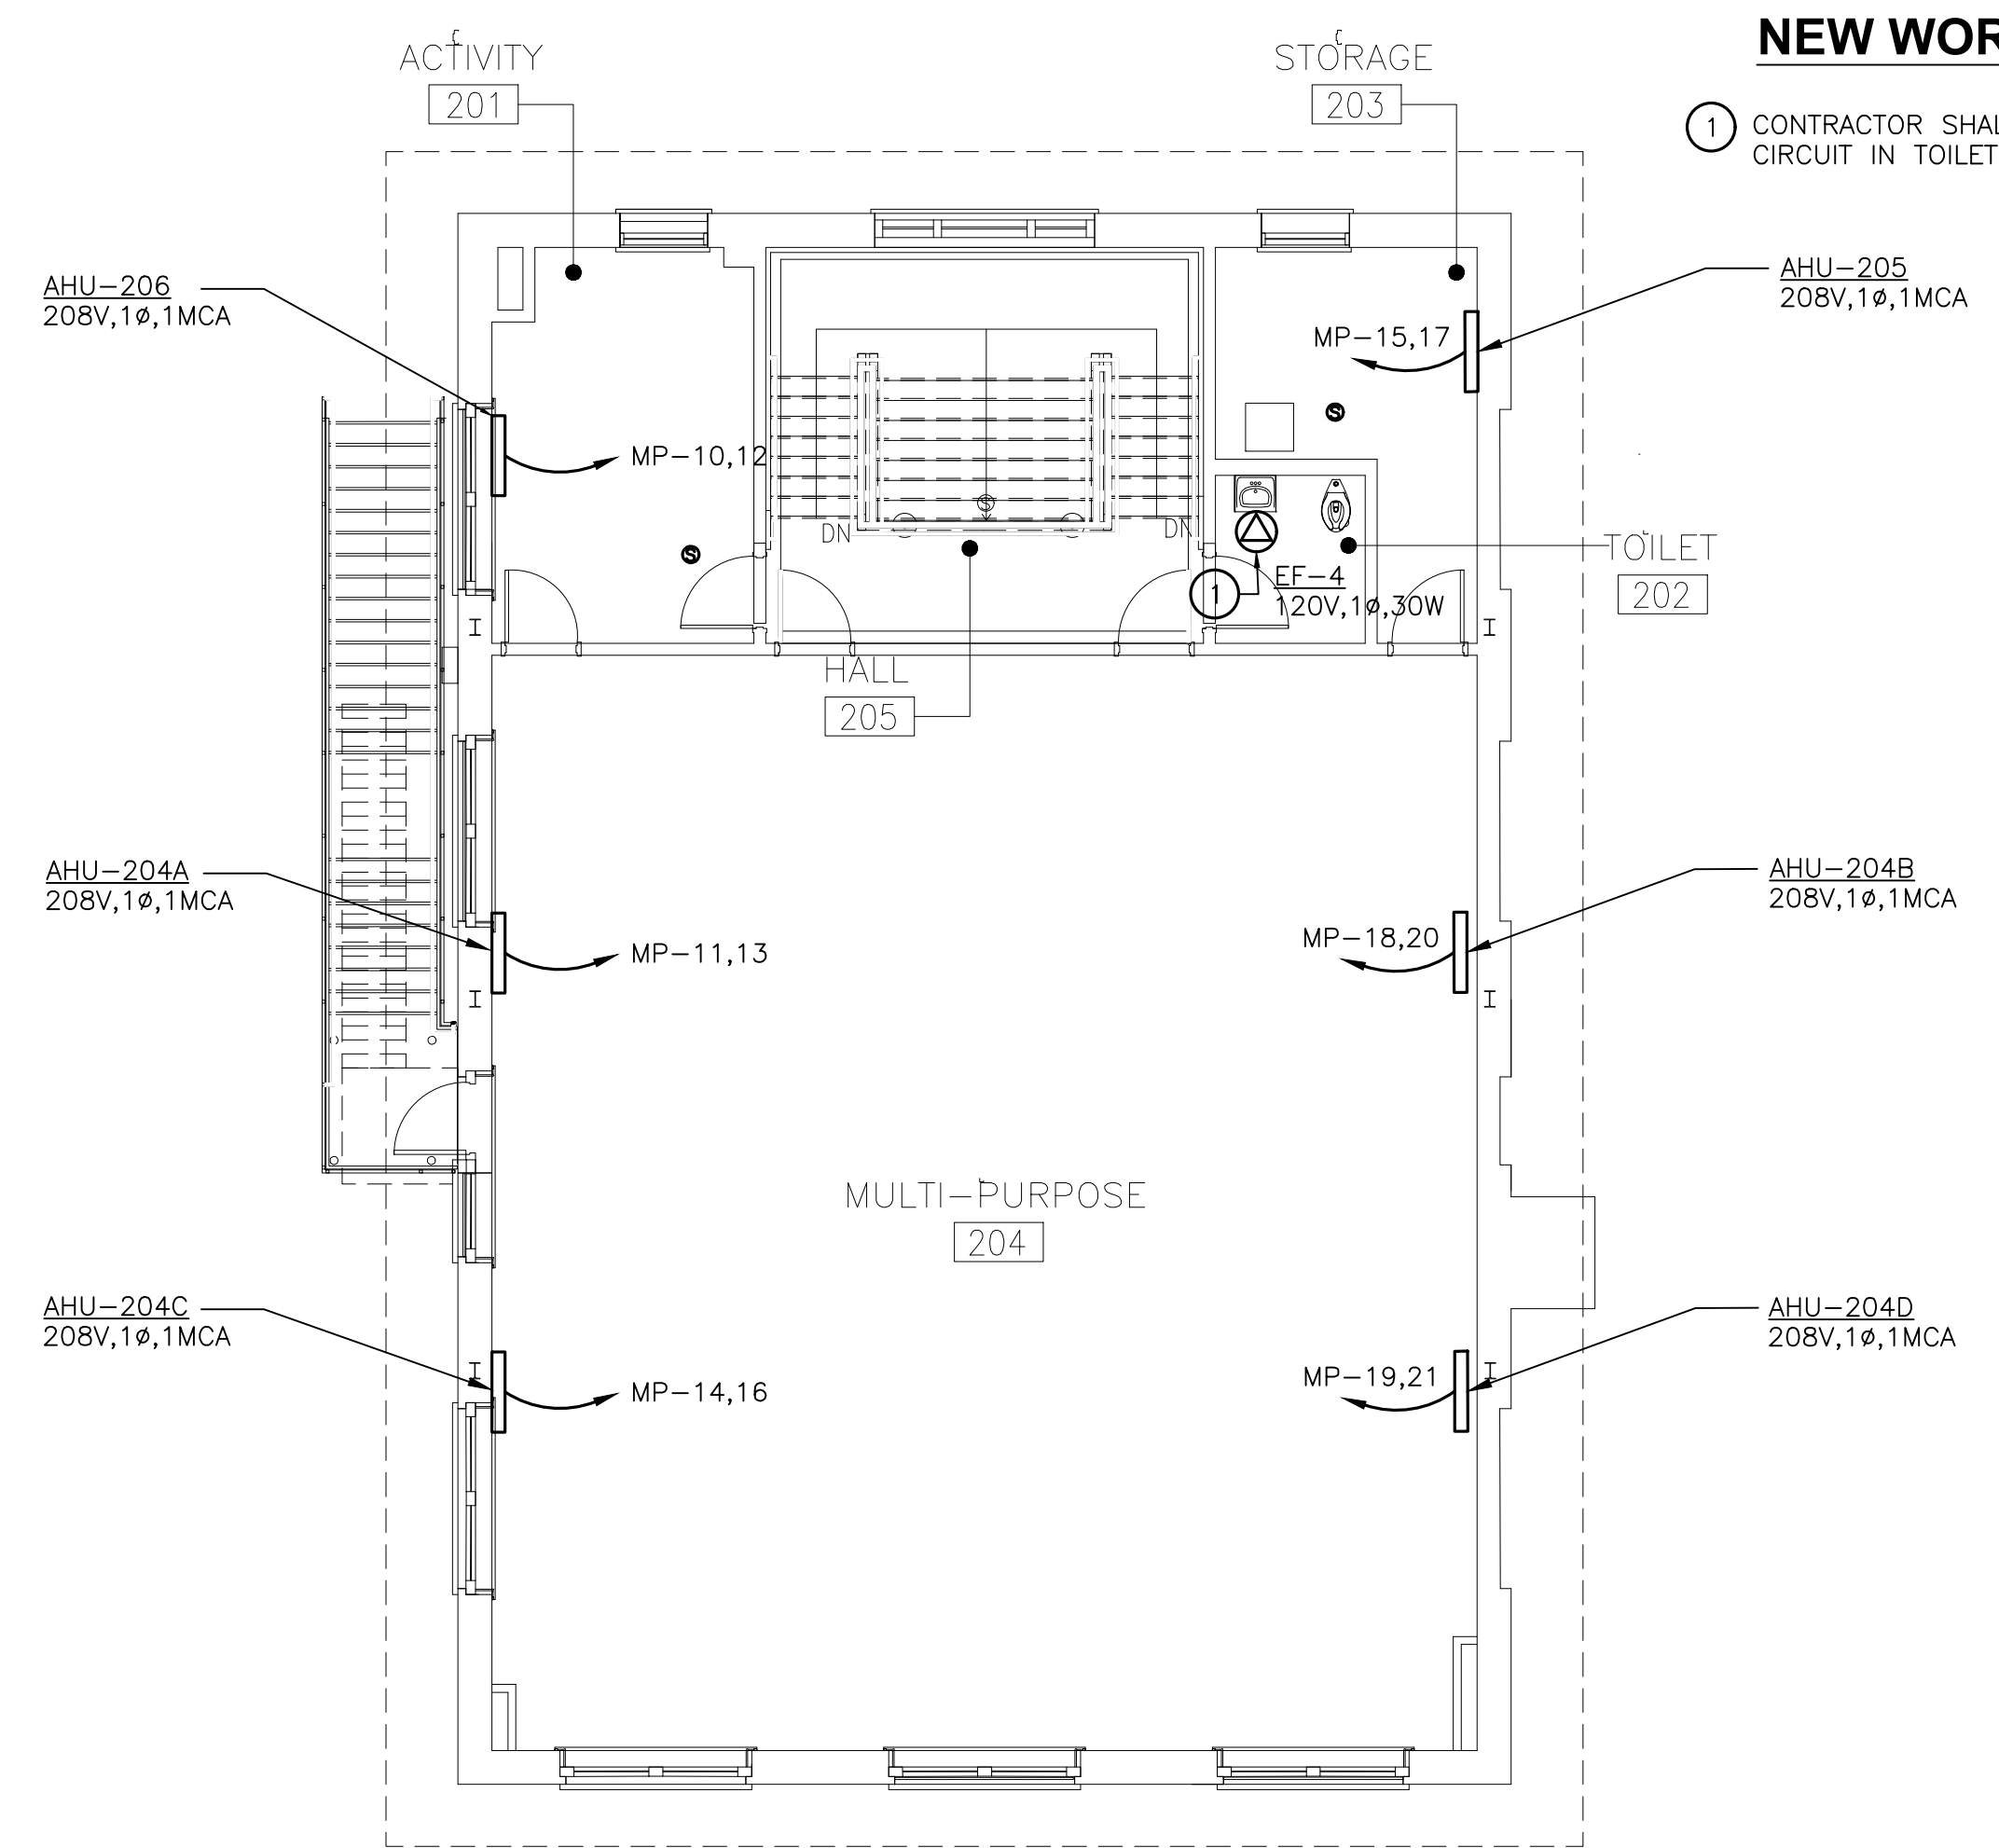 NEW WOR
1 CONTRACTOR SHAL
CIRCUIT IN TOILET
ACTIVITY
201
STORAGE
203
AHU-206
208V,1ø,1MCA
AHU-205
208V,1ø,1MCA
MP-15,17
MP-10,12
S
S
S
DN
DN
TOILET
202
1
EF-4
120V,1ø,30W
HALL
205
AHU-204A
208V,1ø,1MCA
AHU-204B
208V,1ø,1MCA
MP-11,13
MP-18,20
MULTI-PURPOSE
204
AHU-204C
208V,1ø,1MCA
AHU-204D
208V,1ø,1MCA
MP-14,16
MP-19,21